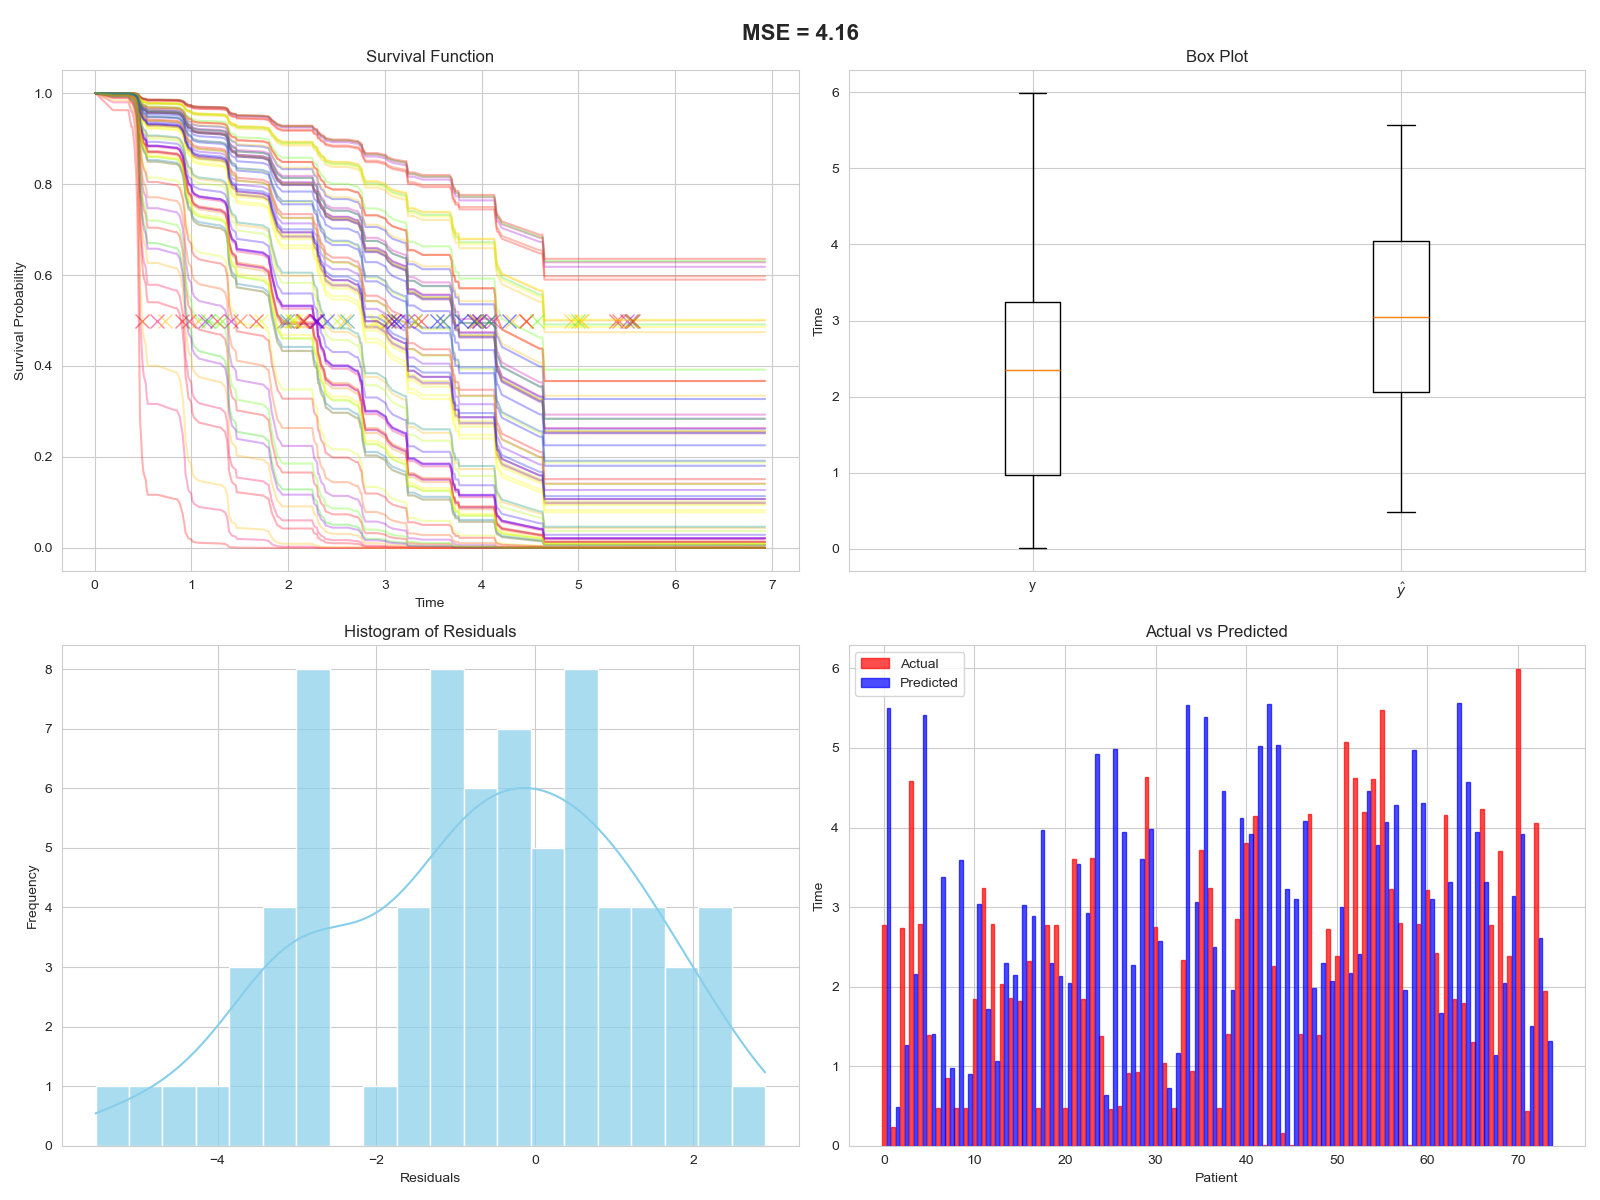 MSE = 4.16
Survival Function
Survival Probability
1.0
0.8
0.6
0.4
0.2
0.0
0 1 2 3 4 5 6 7
Time
Box Plot
Time
6
5
4
3
2
1
0
y ŷ
Histogram of Residuals
Frequency
8
7
6
5
4
3
2
1
0
−4 −2 0 2
Residuals
Actual vs Predicted
Actual
Predicted
Time
6
5
4
3
2
1
0
0 10 20 30 40 50 60 70
Patient